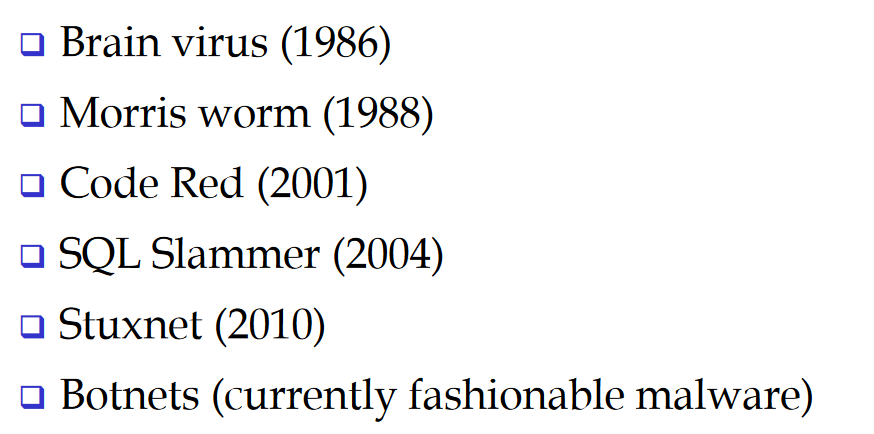 Brain virus (1986)
Morris worm (1988)
Code Red (2001)
SQL Slammer (2004)
Stuxnet (2010)
Botnets (currently fashionable malware)